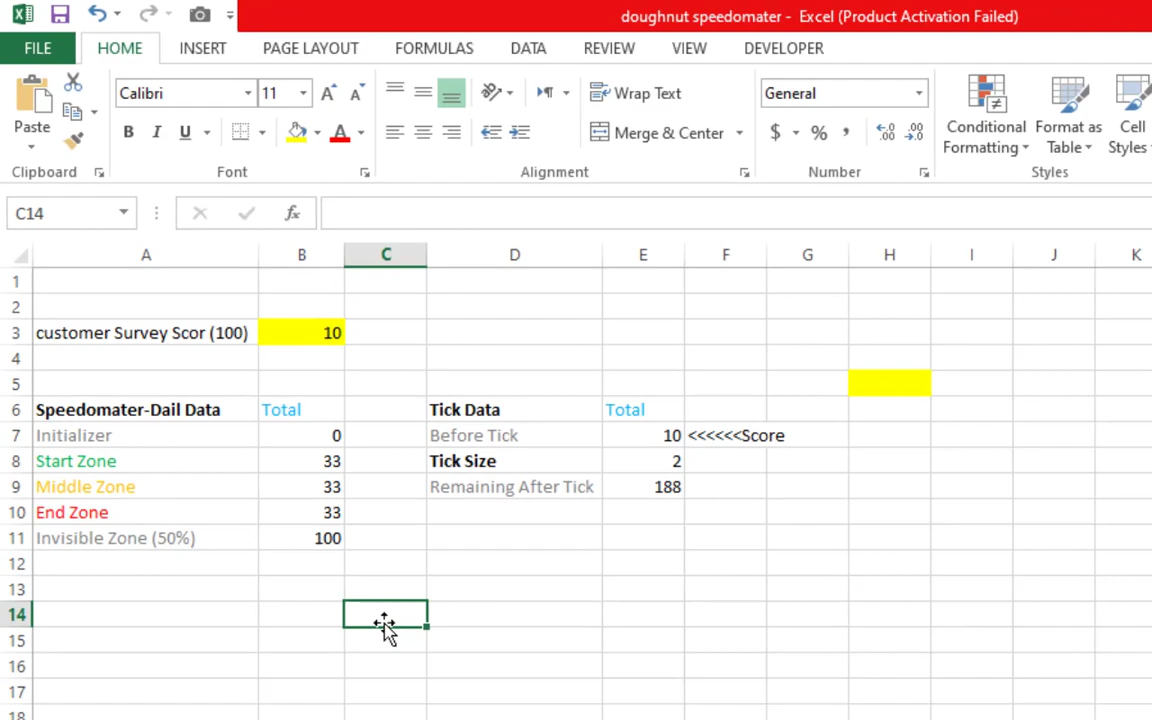 doughnut speedomater - Excel (Product Activation Failed)
FILE HOME INSERT PAGE LAYOUT FORMULAS DATA REVIEW VIEW DEVELOPER
Paste
Clipboard
Calibri 11
B I U A
Font
Wrap Text
Merge & Center
Alignment
General
$ % ,
Number
Conditional Formatting
Format as Table
Cell Styles
Styles
C14 fx
A B C D E F G H I J K
1
2
3 customer Survey Scor (100) 10
4
5
6 Speedomater-Dail Data Total Tick Data Total
7 Initializer 0 Before Tick 10 <<<<<<Score
8 Start Zone 33 Tick Size 2
9 Middle Zone 33 Remaining After Tick 188
10 End Zone 33
11 Invisible Zone (50%) 100
12
13
14
15
16
17
18